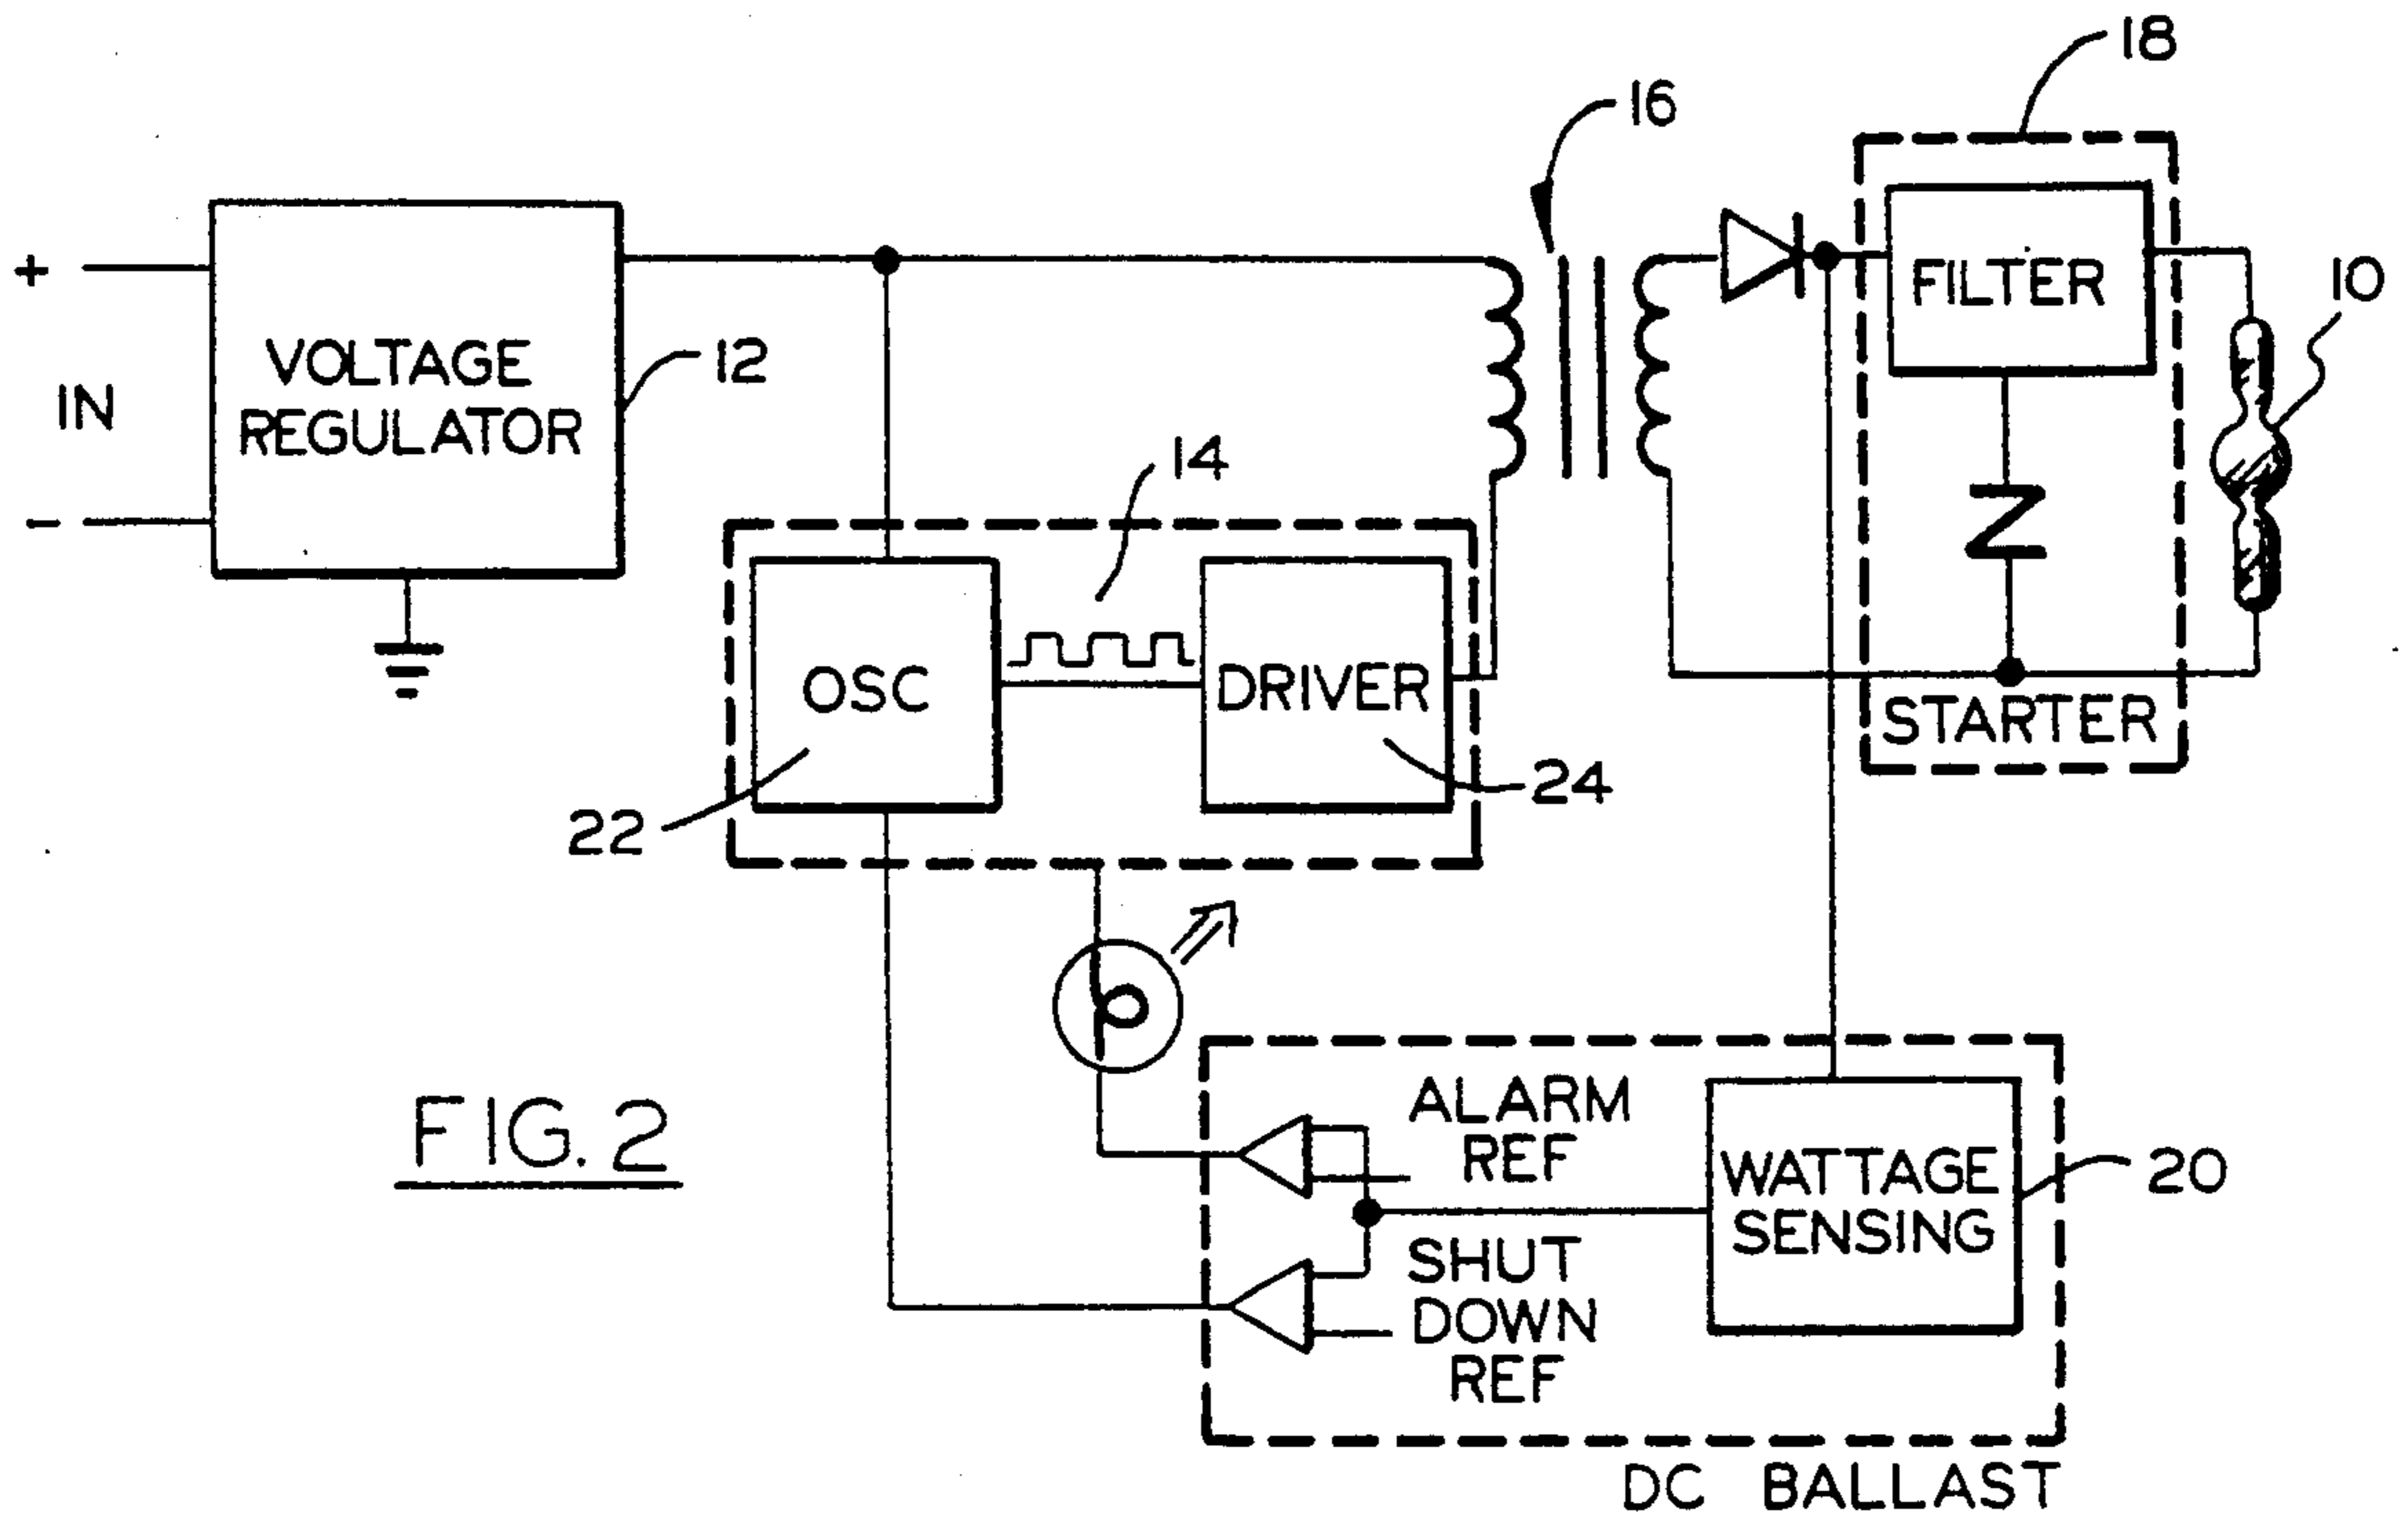 18
16
+
IN
-
VOLTAGE
REGULATOR
12
FILTER
10
14
OSC
DRIVER
STARTER
22
24
FIG. 2
ALARM
REF
WATTAGE
SENSING
20
SHUT
DOWN
REF
DC BALLAST